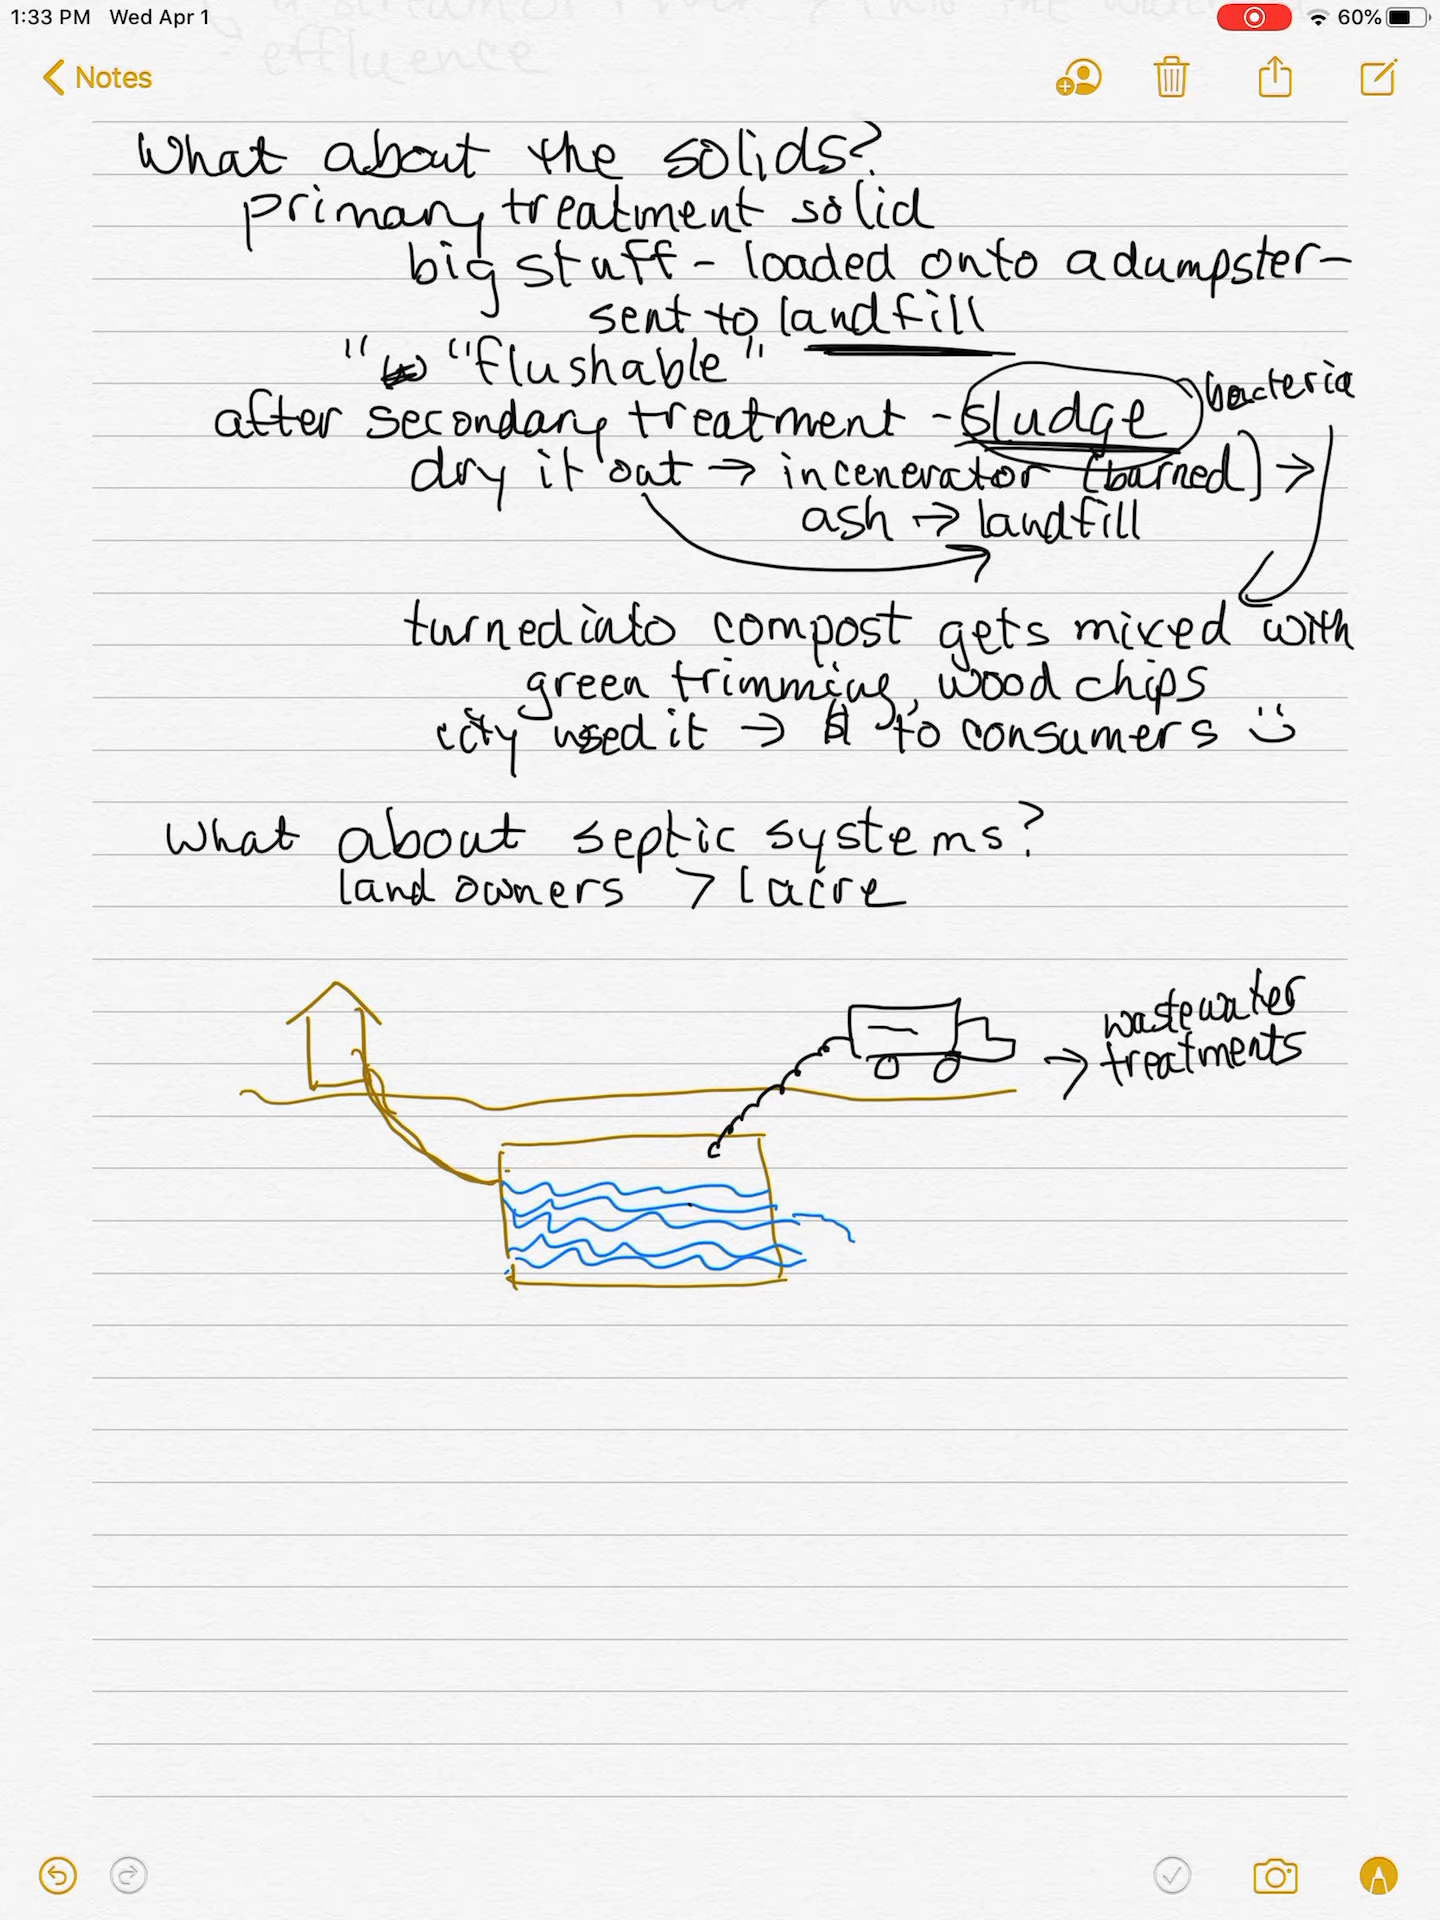 1:33 PM Wed Apr 1
60%
effluence
Notes
What about the solids?
primary treatment solid
big stuff - loaded onto a dumpster -
sent to landfill
" "flushable"
after secondary treatment - sludge bacteria
dry it out → incenerator (burned) →
ash → landfill
turned into compost gets mixed with
green trimming, wood chips
city used it → to consumers
What about septic systems?
land owners > 1 acre
wastewater
treatments